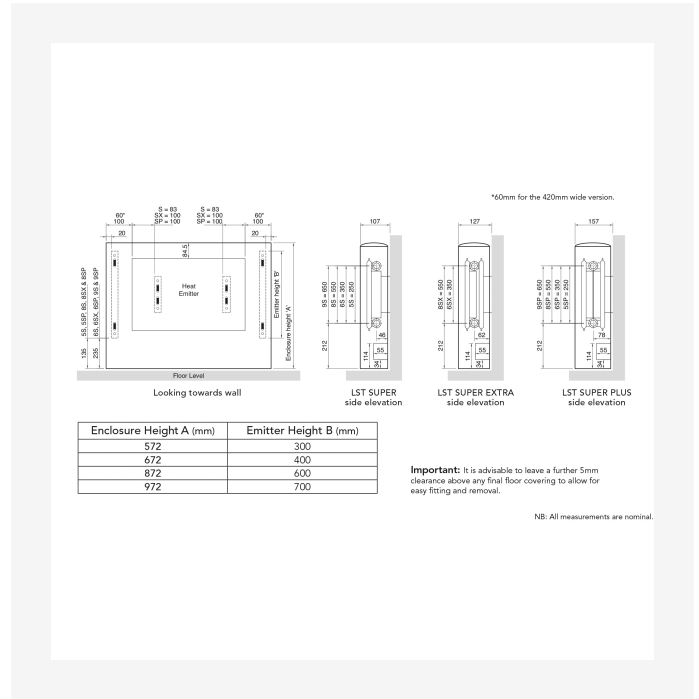 *60mm for the 420mm wide version.
S = 83
SX = 100
SP = 100
S = 83
SX = 100
SP = 100
60*
100
60*
100
20
20
84.5
Heat
Emitter
5S, 5SP, 8S, 8SX & 8SP
6S, 6SX, 6SP, 9S & 9SP
135
235
Emitter height 'B'
Enclosure height 'A'
Floor Level
Looking towards wall
107
9S = 650
8S = 550
6S = 350
5S = 250
212
46
114
55
34
LST SUPER
side elevation
127
8SX = 550
6SX = 350
212
62
114
55
34
LST SUPER EXTRA
side elevation
157
9SP = 650
8SP = 550
6SP = 350
5SP = 250
212
78
114
55
34
LST SUPER PLUS
side elevation
Enclosure Height A (mm) Emitter Height B (mm)
572 300
672 400
872 600
972 700
Important: It is advisable to leave a further 5mm
clearance above any final floor covering to allow for
easy fitting and removal.
NB: All measurements are nominal.